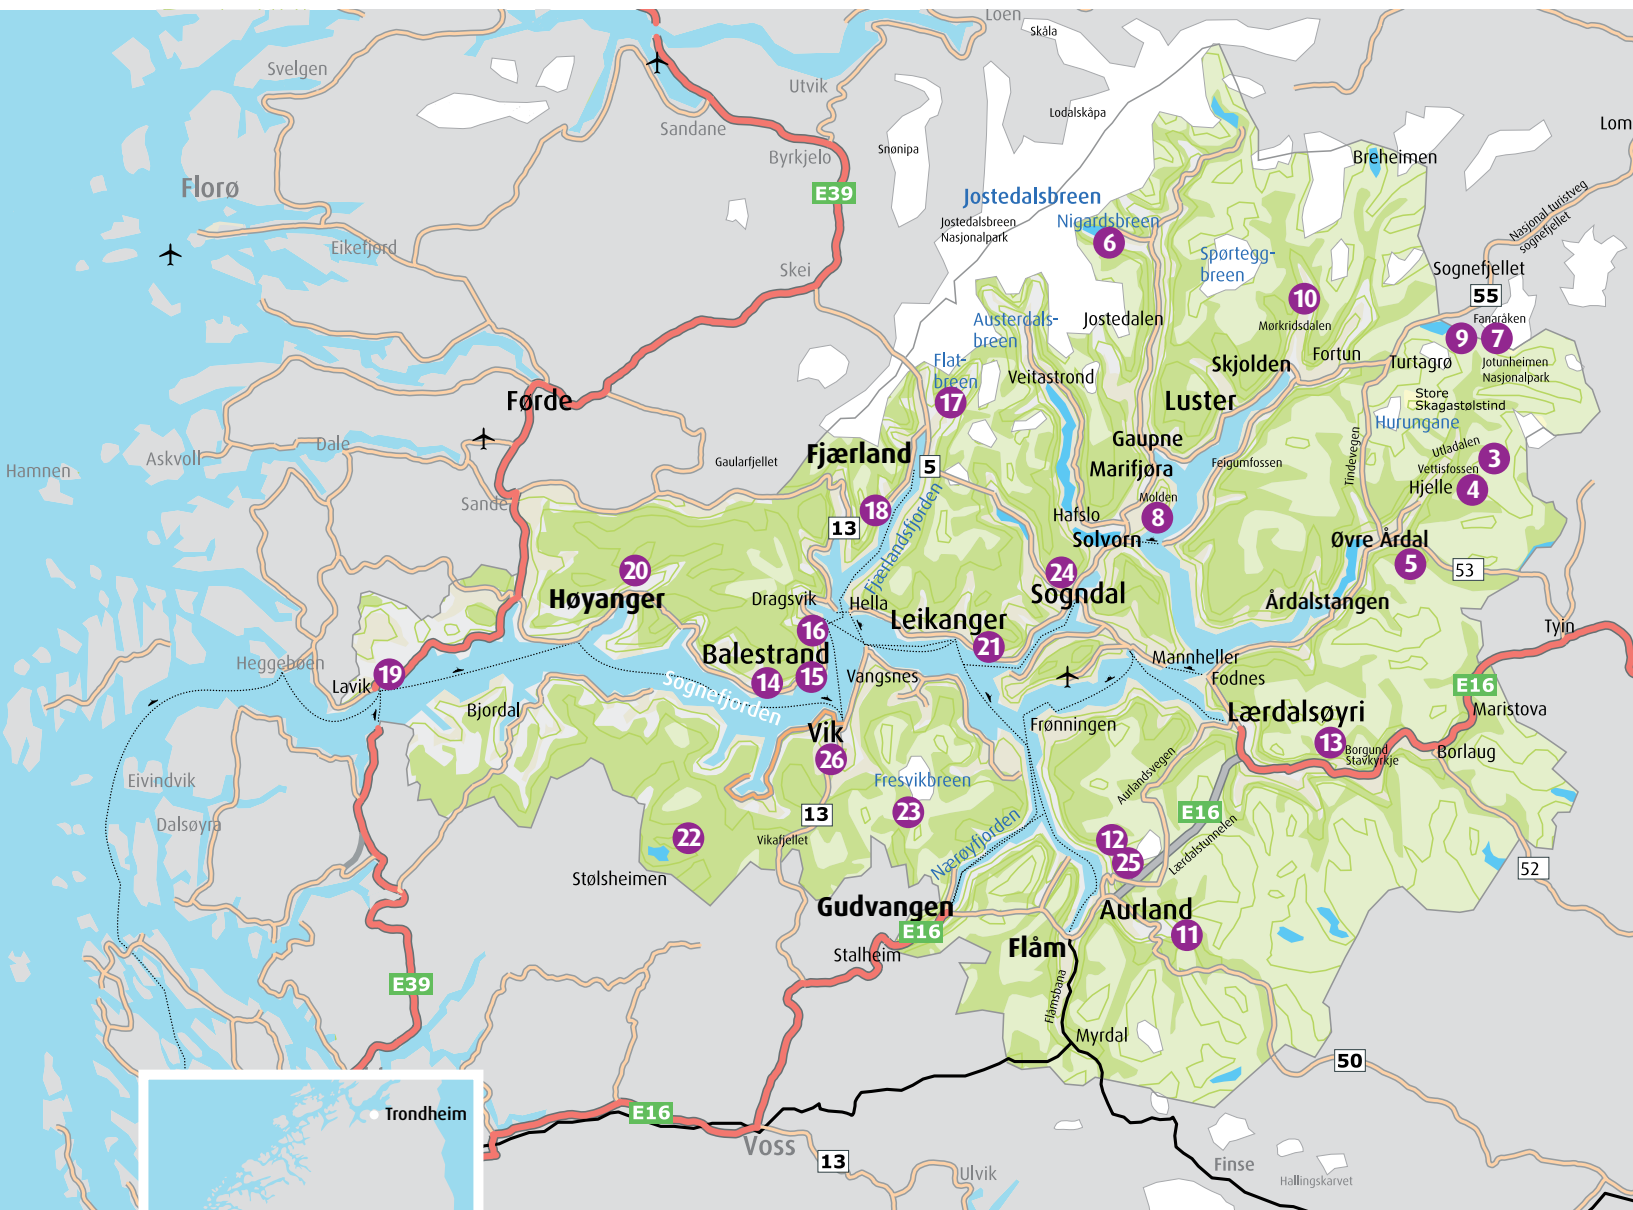 Loen
Skåla
Svelgen
Utvik
Lodalskåpa
Sandane
Lom
Byrkjelo
Snønipa
Breheimen
Florø
E39
Jostedalsbreen
Nasjonal turistveg
sognefjellet
Jostedalsbreen
Nasjonalpark
Nigardsbreen
6
Eikefjord
Spørtegg-
breen
Skei
Sognefjellet
10
55
Austerdals-
breen
Jostedalen
Mørkridsdalen
Fanaråken
9
7
Flat-
breen
Skjolden
Fortun
Turtagrø
Jotunheimen
Nasjonalpark
Veitastrond
Førde
17
Luster
Store
Skagastølstind
Hurungane
Dale
Gaupne
Utladalen
Askvoll
Hamnen
Gaularfjellet
Fjærland
5
Marifjøra
Feigumfossen
Tindevegen
Vettisfossen
3
Hjelle
4
Sande
Molden
18
13
Hafslo
8
Fjærlandsfjorden
Solvorn
Øvre Årdal
5
53
20
24
Høyanger
Dragsvik
Hella
Sogndal
Årdalstangen
Leikanger
16
Tyin
21
Balestrand
Heggebøen
19
Lavik
14
15
Vangsnes
Mannheller
Fodnes
E16
Sognefjorden
Bjordal
Maristova
Lærdalsøyri
Frønningen
Vik
13
Borgund
Stavkyrkje
Borlaug
26
Eivindvik
Fresvikbreen
Aurlandsvegen
23
13
E16
Dalsøyra
22
Vikafjellet
Nærøyfjorden
12
25
Lærdalstunnelen
52
Stølsheimen
Gudvangen
Aurland
E16
11
Flåm
Stalheim
E39
Flåmsbana
Myrdal
50
Trondheim
E16
Voss
13
Ulvik
Finse
Hallingskarvet